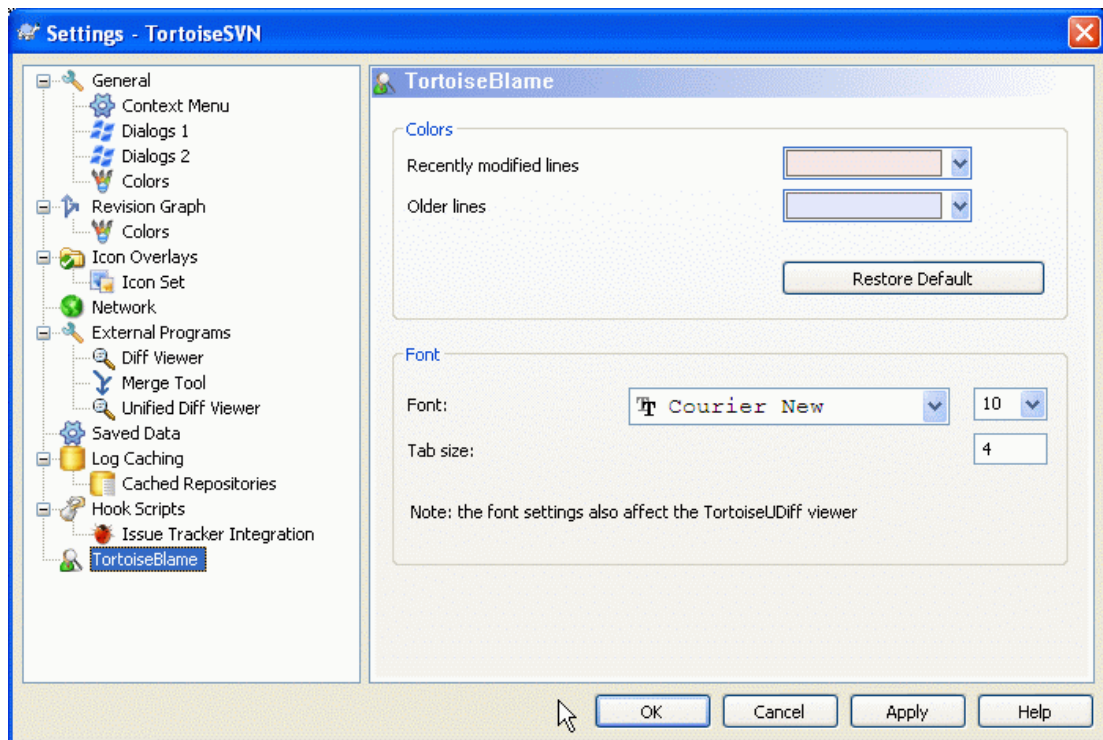 Settings - TortoiseSVN
General
Context Menu
Dialogs 1
Dialogs 2
Colors
Revision Graph
Colors
Icon Overlays
Icon Set
Network
External Programs
Diff Viewer
Merge Tool
Unified Diff Viewer
Saved Data
Log Caching
Cached Repositories
Hook Scripts
Issue Tracker Integration
TortoiseBlame
TortoiseBlame
Colors
Recently modified lines
Older lines
Restore Default
Font
Font: Courier New 10
Tab size: 4
Note: the font settings also affect the TortoiseUDiff viewer
OK Cancel Apply Help